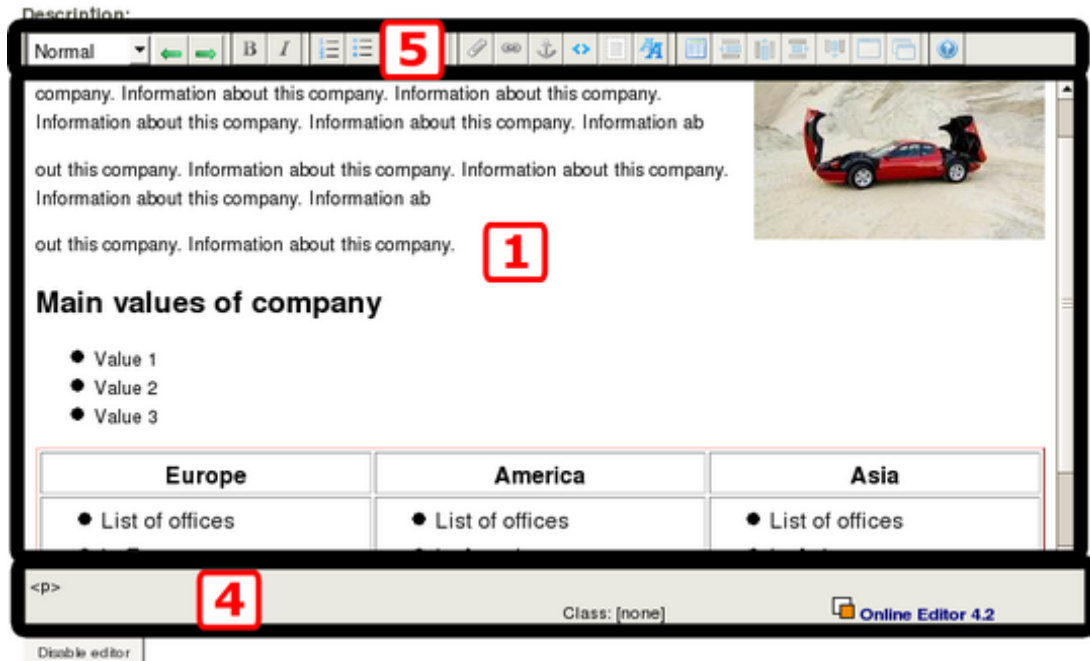 Description:
Normal
B I
5
company. Information about this company. Information about this company.
Information about this company. Information about this company. Information ab
out this company. Information about this company. Information about this company.
Information about this company. Information ab
out this company. Information about this company.
1
Main values of company
Value 1
Value 2
Value 3
Europe America Asia
List of offices List of offices List of offices
<p>
4
Class: [none] Online Editor 4.2
Disable editor